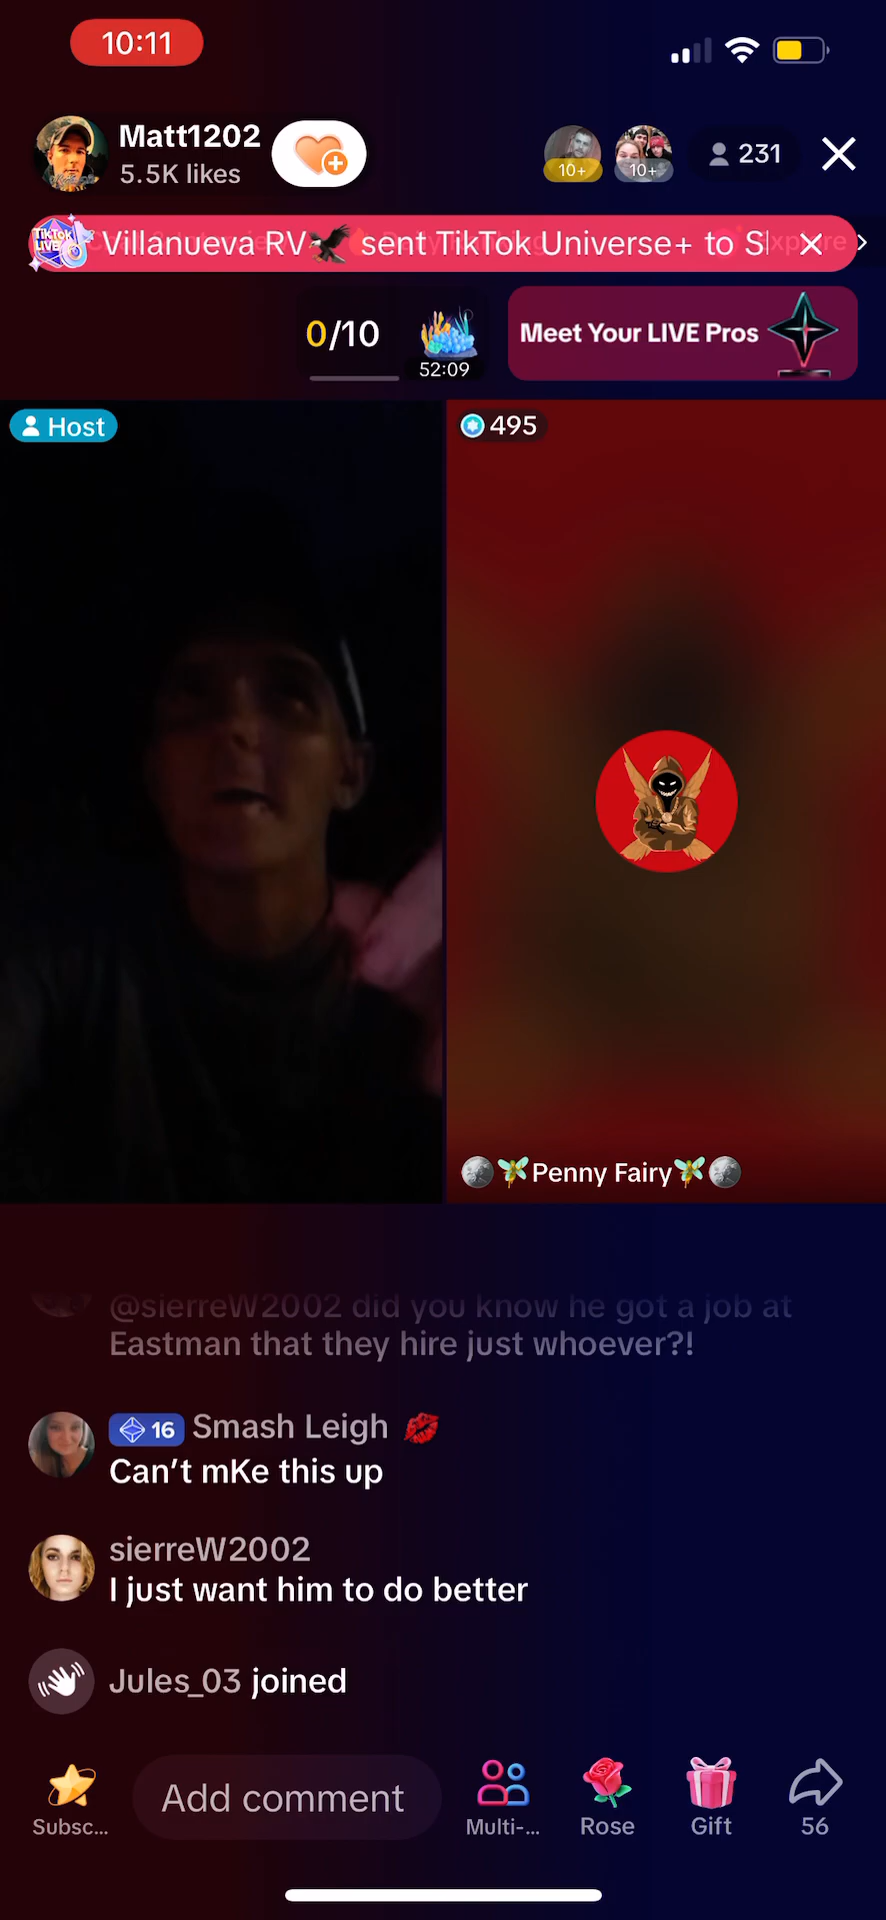 10:11
Matt1202
5.5K likes
10+
10+
231
TikTok LIVE
Villanueva RV🦅 sent TikTok Universe+ to S
0/10
52:09
Meet Your LIVE Pros
Host
495
Penny Fairy
@sierreW2002 did you know he got a job at
Eastman that they hire just whoever?!
16 Smash Leigh 💋
Can't mKe this up
sierreW2002
I just want him to do better
Jules_03 joined
Subsc...
Add comment
Multi-...
Rose
Gift
56